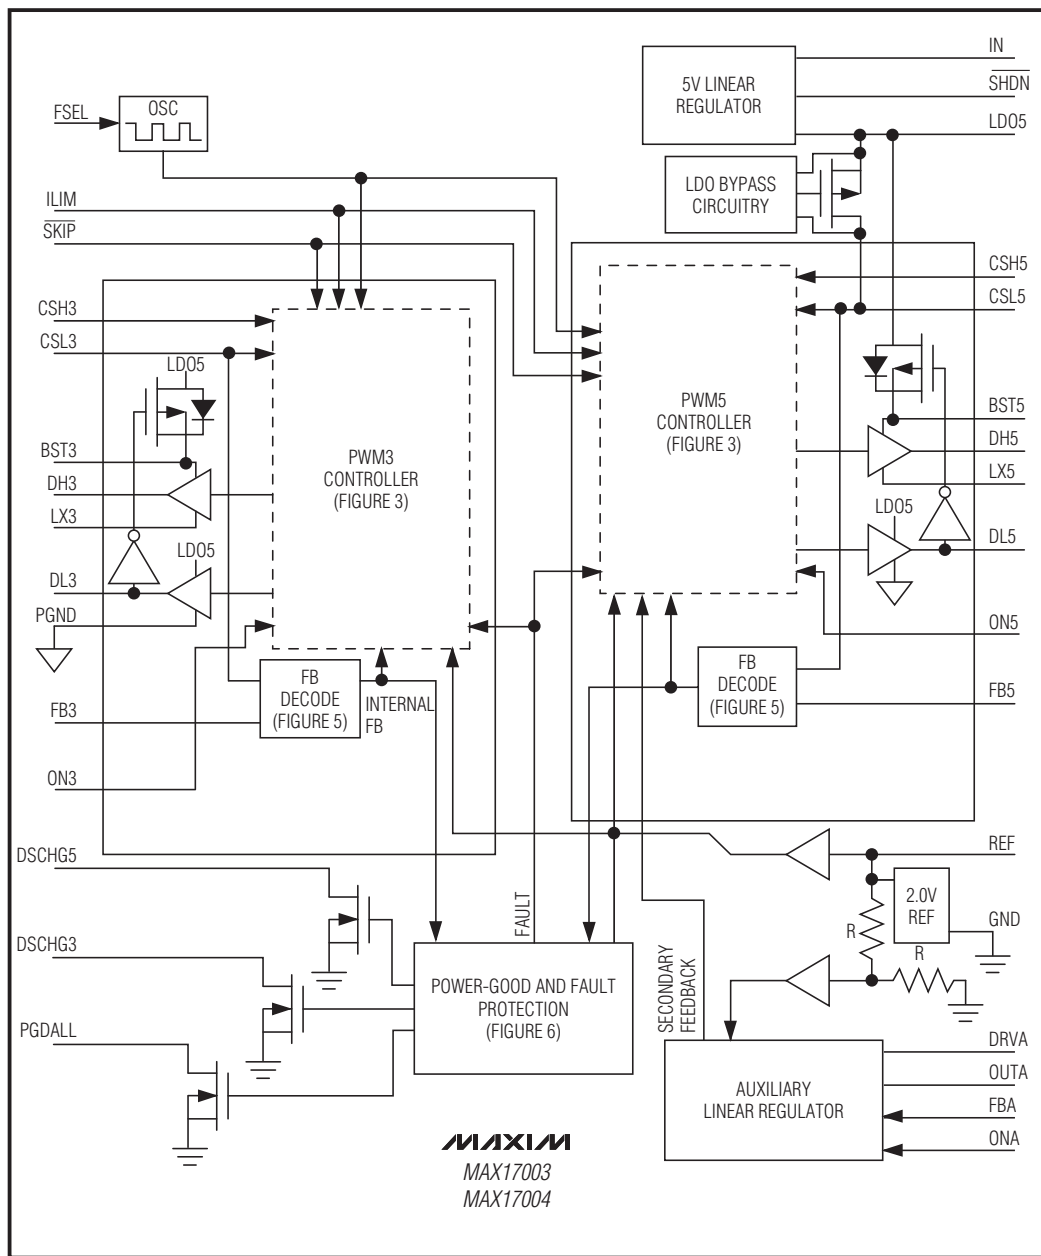 IN
5V LINEAR
REGULATOR
SHDN
FSEL
OSC
LDO5
LDO BYPASS
CIRCUITRY
ILIM
SKIP
CSH5
CSH3
CSL5
CSL3
LDO5
PWM5
CONTROLLER
(FIGURE 3)
BST5
DH5
BST3
PWM3
CONTROLLER
(FIGURE 3)
DH3
LX5
LX3
LDO5
DL5
LDO5
DL3
PGND
ON5
FB
DECODE
(FIGURE 5)
INTERNAL
FB
FB
DECODE
(FIGURE 5)
FB3
FB5
ON3
DSCHG5
REF
2.0V
REF
GND
FAULT
R
R
DSCHG3
SECONDARY
FEEDBACK
POWER-GOOD AND FAULT
PROTECTION
(FIGURE 6)
PGDALL
DRVA
OUTA
AUXILIARY
LINEAR REGULATOR
FBA
ONA
MAXIM
MAX17003
MAX17004